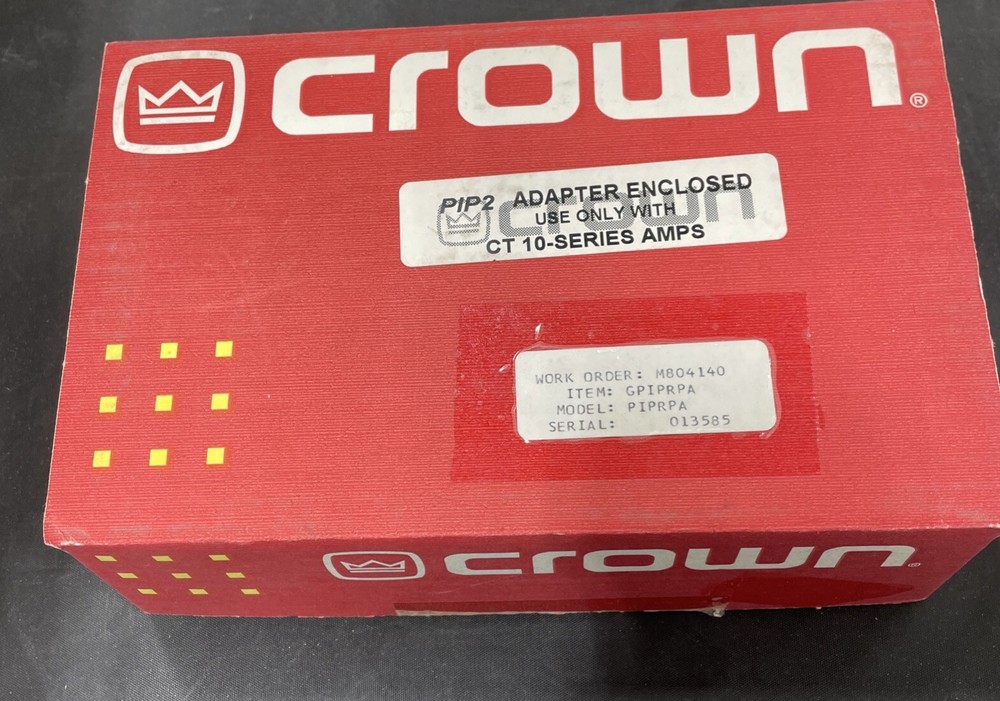 crown®
PIP2 ADAPTER ENCLOSED
crown
USE ONLY WITH
CT 10-SERIES AMPS
WORK ORDER: M804140
ITEM: GPIPRPA
MODEL: PIPRPA
SERIAL: 013585
crown®